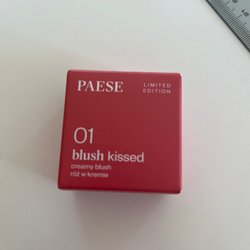 PAESE
LIMITED
EDITION
01
blush kissed
creamy blush
róż w kremie